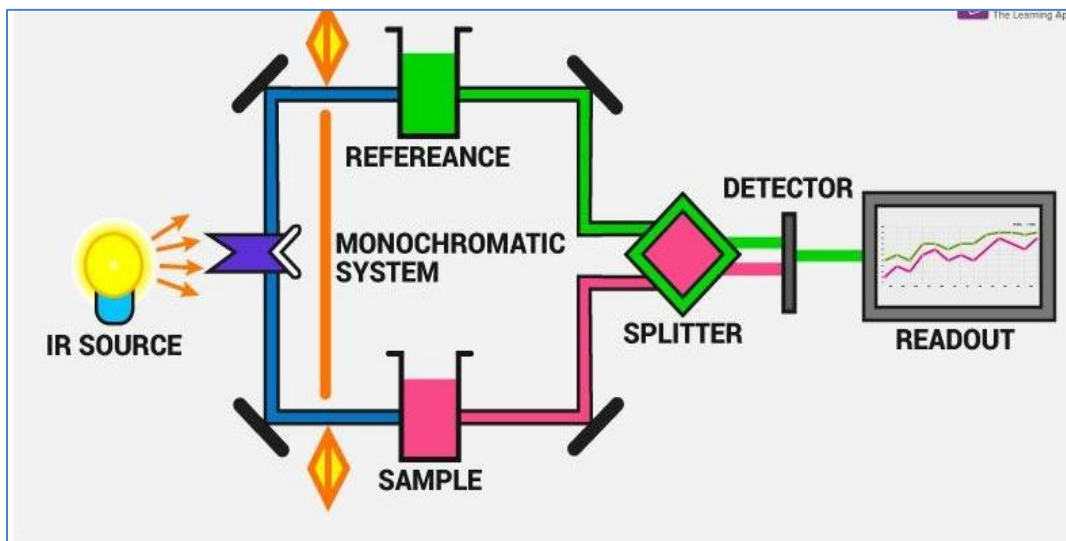 The Learning Ap
REFEREANCE
DETECTOR
MONOCHROMATIC
SYSTEM
IR SOURCE
SPLITTER
READOUT
SAMPLE